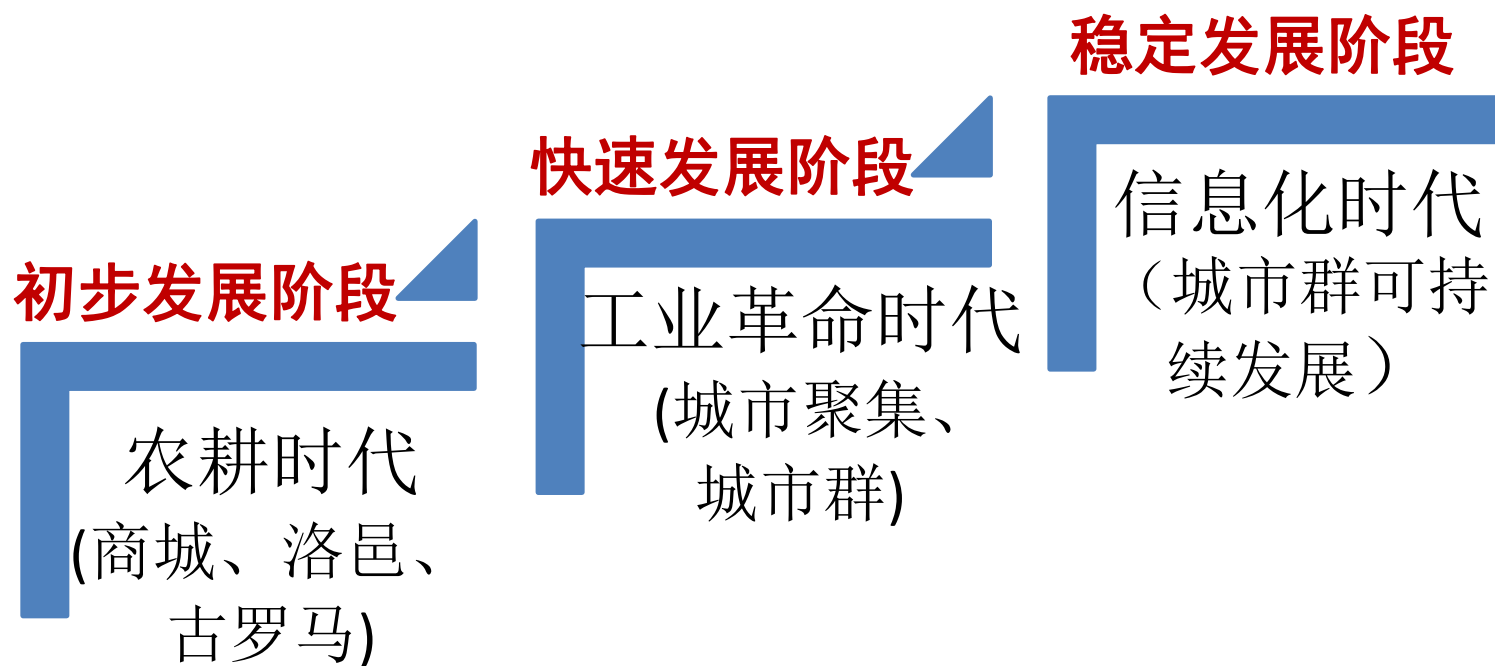 初步发展阶段
农耕时代
(商城、洛邑、
古罗马)
快速发展阶段
工业革命时代
(城市聚集、
城市群)
稳定发展阶段
信息化时代
（城市群可持
续发展）